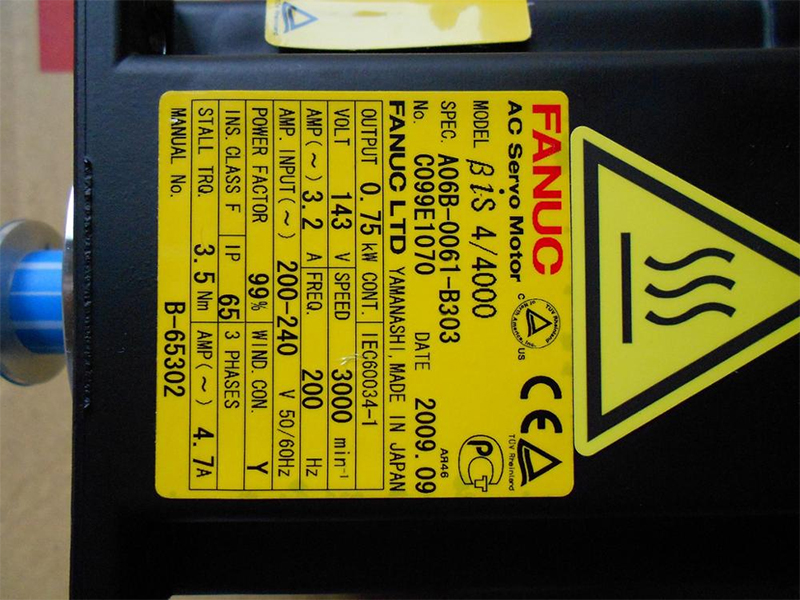 FANUC
AC Servo Motor
MODEL βiS 4/4000
SPEC. A06B-0061-B303
No. C099E1070 DATE 2009.09
FANUC LTD YAMANASHI, MADE IN JAPAN
OUTPUT 0.75 kW CONT. IEC60034-1
VOLT 143 V SPEED 3000 min⁻¹
AMP(~) 3.2 A FREQ. 200 Hz
AMP. INPUT(~) 200-240 V 50/60Hz
POWER FACTOR 99% WIND. CON. Y
INS. CLASS F IP 65 3 PHASES
STALL TRQ. 3.5 Nm AMP(~) 4.7A
MANUAL No. B-65302
C US
CE
TÜV Rheinland
PCT
AR46